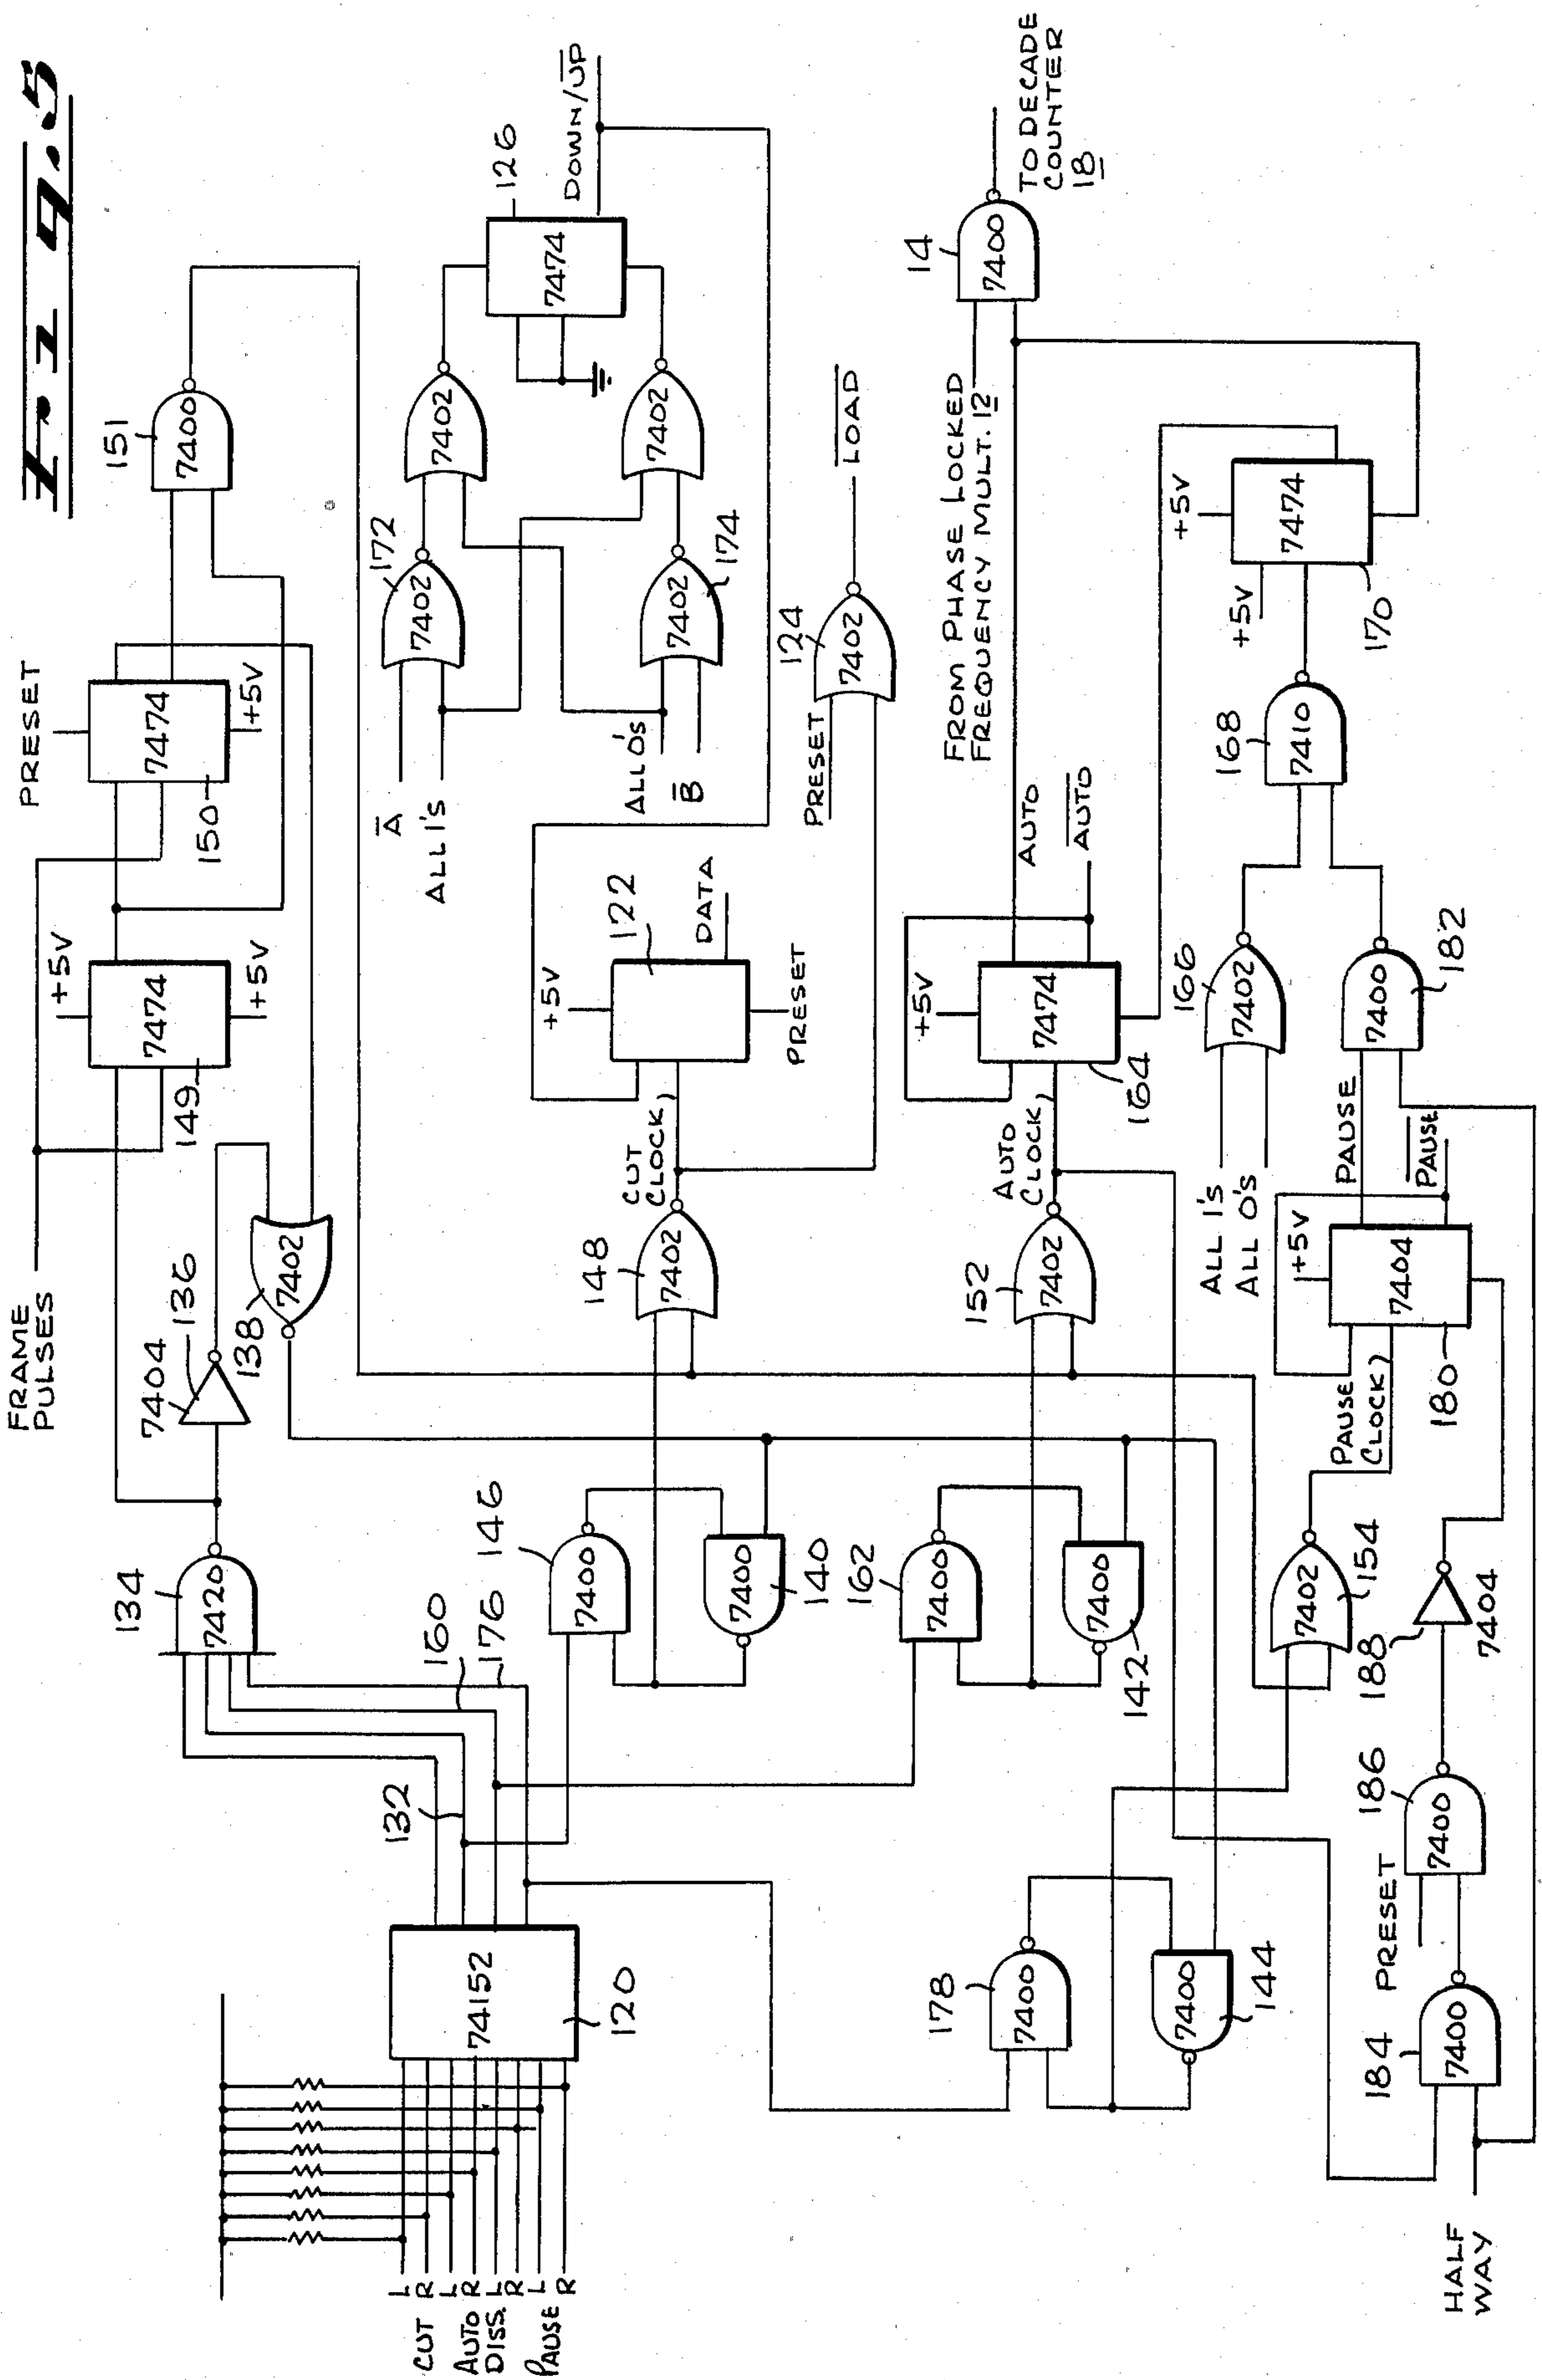 Fig. 5
FRAME
PULSES
PRESET
+5V
+5V
+5V
7474
149
7474
150
151
7400
134
7420
7404
136
138
7402
132
160
176
L
R
L
R
L
R
L
R
CUT
AUTO
DISS.
PAUSE
74152
120
A
ALL 1's
172
7402
7402
ALL 0's
B
7402
174
7402
7474
126
DOWN/UP
146
7400
7400
140
148
7402
CUT
CLOCK
+5V
122
DATA
PRESET
PRESET
124
7402
LOAD
162
7400
7400
142
152
7402
AUTO
CLOCK
+5V
7474
164
AUTO
AUTO
FROM PHASE LOCKED
FREQUENCY MULT. 12
14
7400
TO DECADE
COUNTER
18
178
7400
7400
144
154
7402
PAUSE
CLOCK
+5V
7404
180
PAUSE
PAUSE
ALL 1's
ALL 0's
166
7402
7400
182
168
7410
+5V
+5V
7474
170
HALF
WAY
184
7400
PRESET
186
7400
188
7404